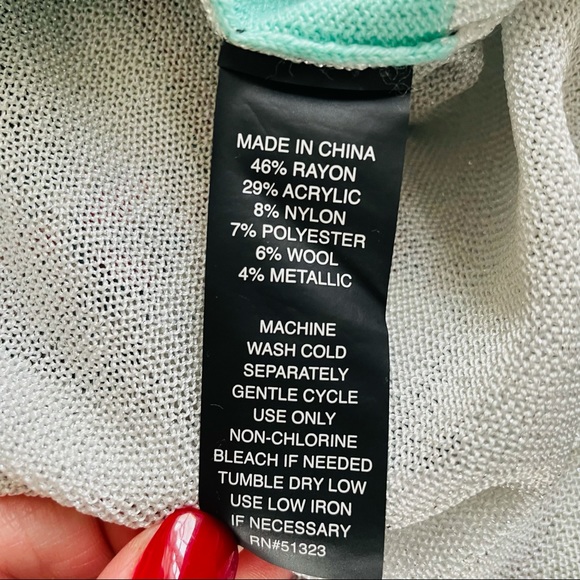 MADE IN CHINA
46% RAYON
29% ACRYLIC
8% NYLON
7% POLYESTER
6% WOOL
4% METALLIC
MACHINE
WASH COLD
SEPARATELY
GENTLE CYCLE
USE ONLY
NON-CHLORINE
BLEACH IF NEEDED
TUMBLE DRY LOW
USE LOW IRON
IF NECESSARY
RN#51323